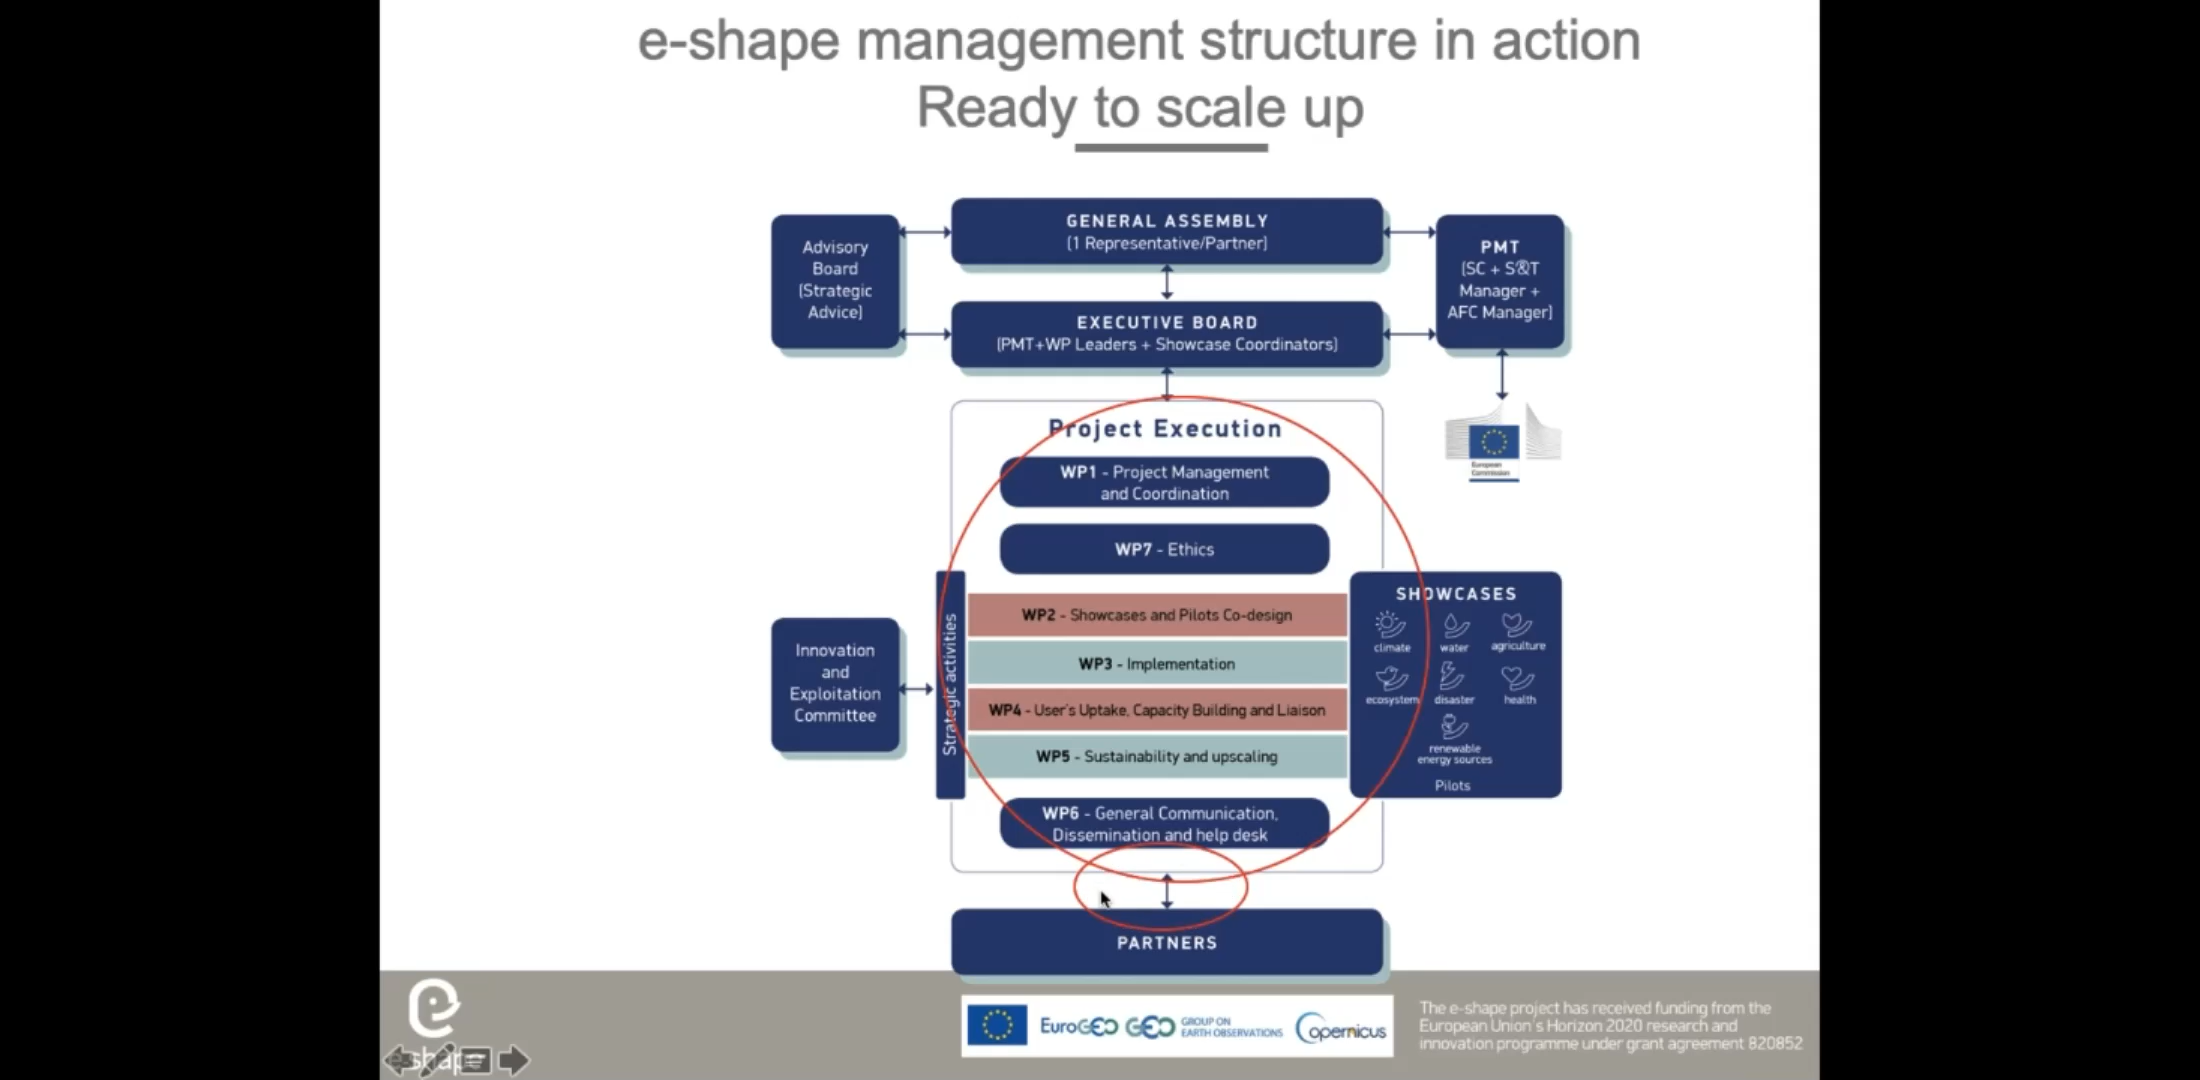 e-shape management structure in action
Ready to scale up
GENERAL ASSEMBLY
(1 Representative/Partner)
Advisory
Board
(Strategic
Advice)
PMT
(SC + S&T
Manager +
AFC Manager)
EXECUTIVE BOARD
(PMT+WP Leaders + Showcase Coordinators)
Project Execution
European
Commission
WP1 - Project Management
and Coordination
WP7 - Ethics
Strategic activities
WP2 - Showcases and Pilots Co-design
WP3 - Implementation
WP4 - User's Uptake, Capacity Building and Liaison
WP5 - Sustainability and upscaling
SHOWCASES
climate
water
agriculture
ecosystem
disaster
health
renewable
energy sources
Pilots
Innovation
and
Exploitation
Committee
WP6 - General Communication,
Dissemination and help desk
PARTNERS
e
shape
EuroGEO
GEO
GROUP ON
EARTH OBSERVATIONS
Copernicus
The e-shape project has received funding from the
European Union's Horizon 2020 research and
innovation programme under grant agreement 820852